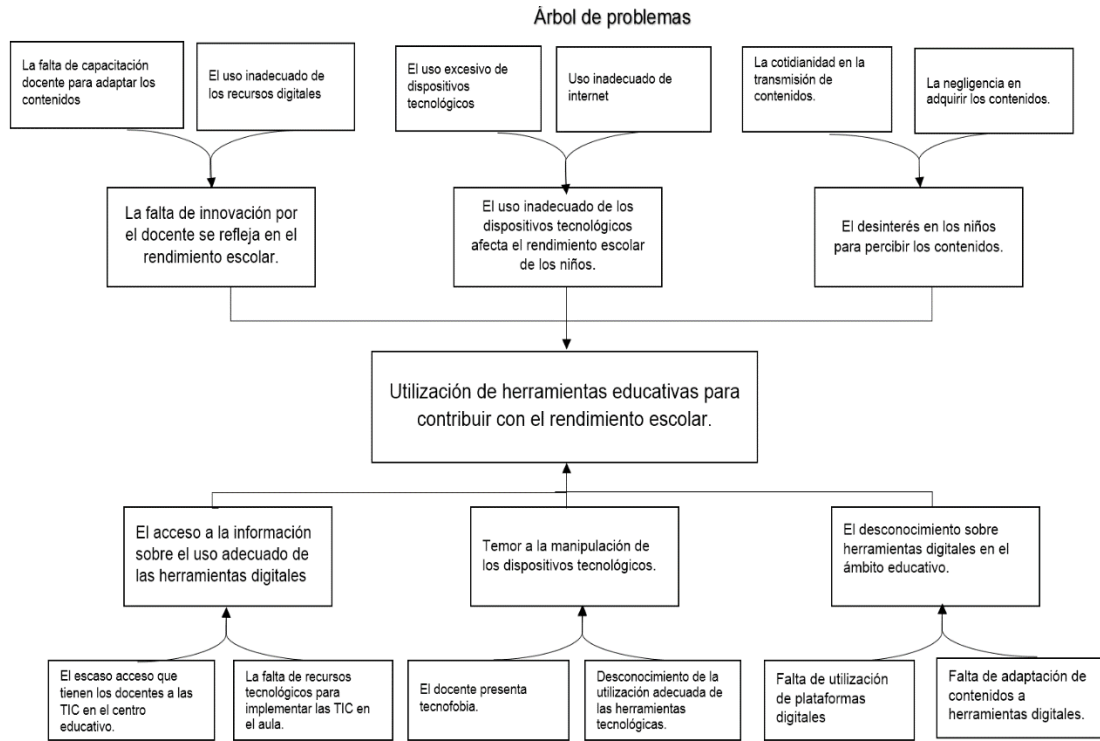 Árbol de problemas
La falta de capacitación
docente para adaptar los
contenidos
El uso inadecuado de
los recursos digitales
El uso excesivo de
dispositivos
tecnológicos
Uso inadecuado de
internet
La cotidianidad en la
transmisión de
contenidos.
La negligencia en
adquirir los contenidos.
La falta de innovación por
el docente se refleja en el
rendimiento escolar.
El uso inadecuado de los
dispositivos tecnológicos
afecta el rendimiento escolar
de los niños.
El desinterés en los niños
para percibir los contenidos.
Utilización de herramientas educativas para
contribuir con el rendimiento escolar.
El acceso a la información
sobre el uso adecuado de
las herramientas digitales
Temor a la manipulación de
los dispositivos tecnológicos.
El desconocimiento sobre
herramientas digitales en el
ámbito educativo.
El escaso acceso que
tienen los docentes a las
TIC en el centro
educativo.
La falta de recursos
tecnológicos para
implementar las TIC en
el aula.
El docente presenta
tecnofobia.
Desconocimiento de la
utilización adecuada de
las herramientas
tecnológicas.
Falta de utilización
de plataformas
digitales
Falta de adaptación de
contenidos a
herramientas digitales.